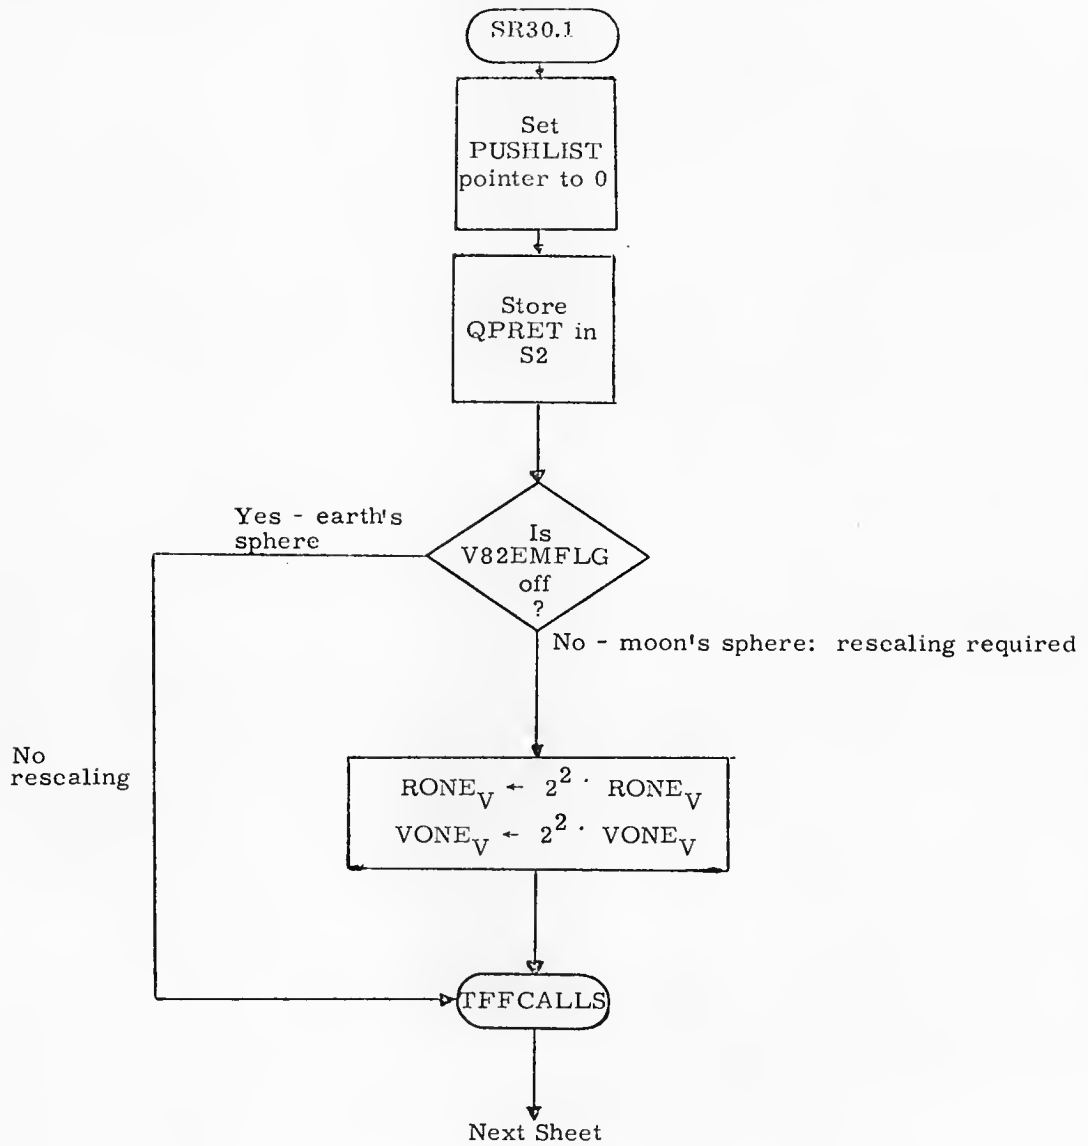 SR30.1
Set
PUSHLIST
pointer to 0
Store
QPRET in
S2
Yes - earth's
sphere
Is
V82EMFLG
off
?
No - moon's sphere: rescaling required
No
rescaling
RONE_V ← 2^2 · RONE_V
VONE_V ← 2^2 · VONE_V
TFFCALLS
Next Sheet